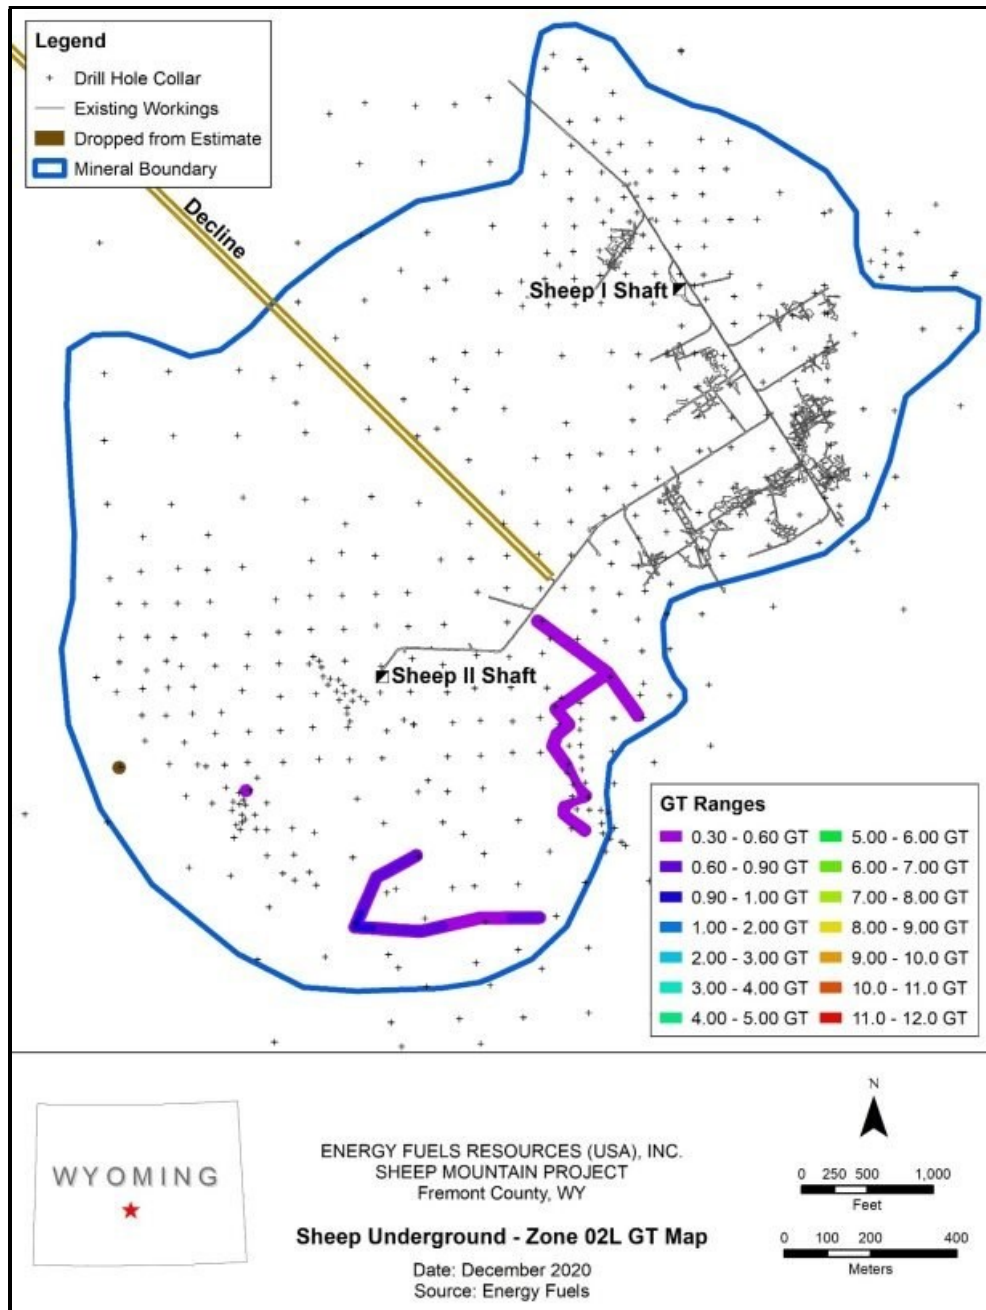 Legend
Drill Hole Collar
Existing Workings
Dropped from Estimate
Mineral Boundary
Decline
Sheep I Shaft
Sheep II Shaft
GT Ranges
0.30 - 0.60 GT
0.60 - 0.90 GT
0.90 - 1.00 GT
1.00 - 2.00 GT
2.00 - 3.00 GT
3.00 - 4.00 GT
4.00 - 5.00 GT
5.00 - 6.00 GT
6.00 - 7.00 GT
7.00 - 8.00 GT
8.00 - 9.00 GT
9.00 - 10.0 GT
10.0 - 11.0 GT
11.0 - 12.0 GT
WYOMING
ENERGY FUELS RESOURCES (USA), INC.
SHEEP MOUNTAIN PROJECT
Fremont County, WY
Sheep Underground - Zone 02L GT Map
Date: December 2020
Source: Energy Fuels
N
0 250 500 1,000
Feet
0 100 200 400
Meters